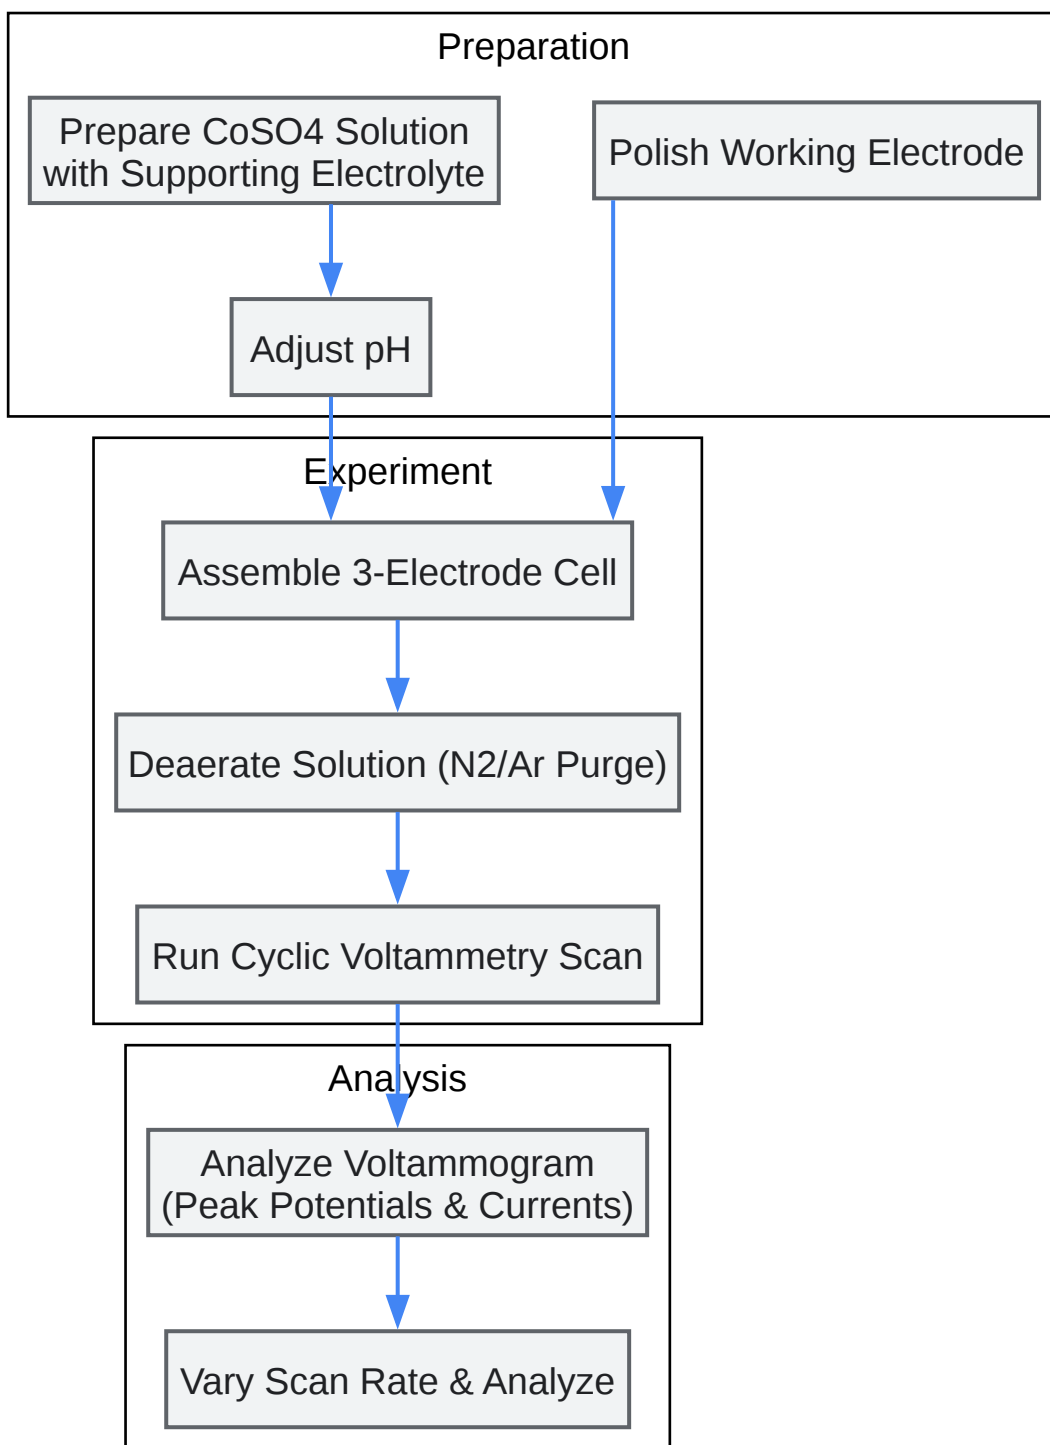 Preparation
Prepare CoSO4 Solution
with Supporting Electrolyte
Polish Working Electrode
Adjust pH
Experiment
Assemble 3-Electrode Cell
Deaerate Solution (N2/Ar Purge)
Run Cyclic Voltammetry Scan
Analysis
Analyze Voltammogram
(Peak Potentials & Currents)
Vary Scan Rate & Analyze